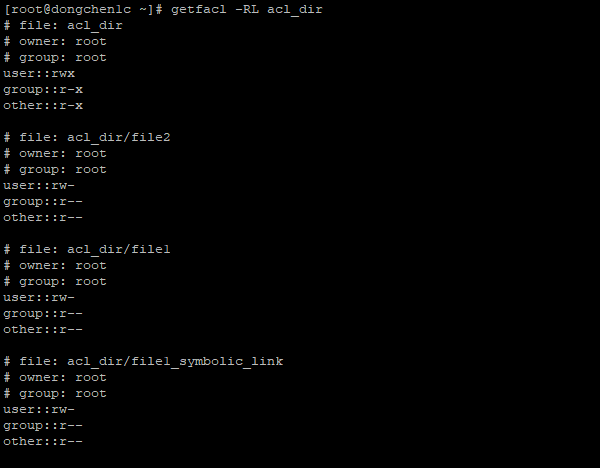 [root@dongchen1c ~]# getfacl -RL acl_dir
# file: acl_dir
# owner: root
# group: root
user::rwx
group::r-x
other::r-x
# file: acl_dir/file2
# owner: root
# group: root
user::rw-
group::r--
other::r--
# file: acl_dir/file1
# owner: root
# group: root
user::rw-
group::r--
other::r--
# file: acl_dir/file1_symbolic_link
# owner: root
# group: root
user::rw-
group::r--
other::r--